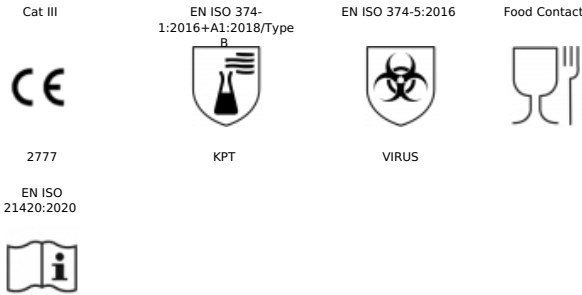 Cat III
EN ISO 374-
1:2016+A1:2018/Type
B
EN ISO 374-5:2016
Food Contact
CE
2777
KPT
VIRUS
EN ISO
21420:2020
i